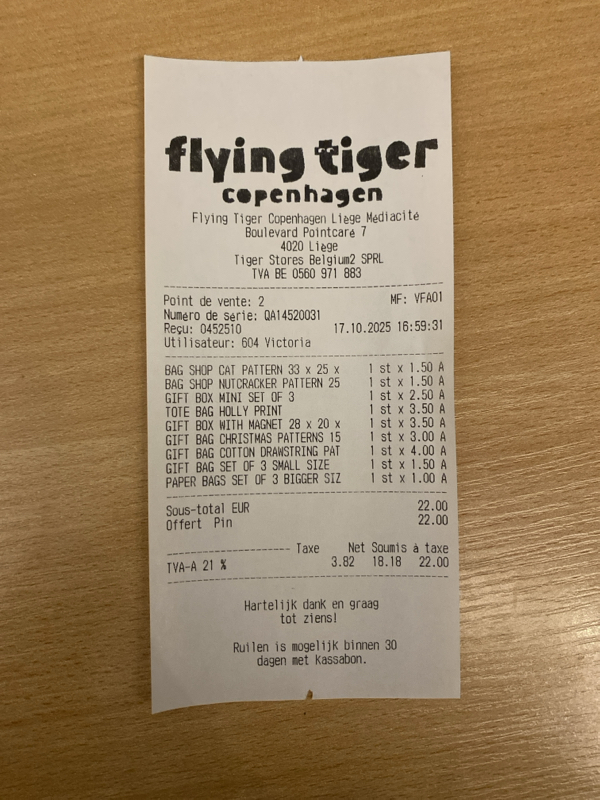 flying tiger
copenhagen
Flying Tiger Copenhagen Liège Médiacité
Boulevard Pointcaré 7
4020 Liège
Tiger Stores Belgium2 SPRL
TVA BE 0560 971 883
Point de vente: 2 MF: VFA01
Numéro de série: QA14520031
Reçu: 0452510 17.10.2025 16:59:31
Utilisateur: 604 Victoria
BAG SHOP CAT PATTERN 33 x 25 x 1 st x 1.50 A
BAG SHOP NUTCRACKER PATTERN 25 1 st x 1.50 A
GIFT BOX MINI SET OF 3 1 st x 2.50 A
TOTE BAG HOLLY PRINT 1 st x 3.50 A
GIFT BOX WITH MAGNET 28 x 20 x 1 st x 3.50 A
GIFT BAG CHRISTMAS PATTERNS 15 1 st x 3.00 A
GIFT BAG COTTON DRAWSTRING PAT 1 st x 4.00 A
GIFT BAG SET OF 3 SMALL SIZE 1 st x 1.50 A
PAPER BAGS SET OF 3 BIGGER SIZ 1 st x 1.00 A
Sous-total EUR 22.00
Offert Pin 22.00
Taxe Net Soumis à taxe
TVA-A 21 % 3.82 18.18 22.00
Hartelijk dank en graag
tot ziens!
Ruilen is mogelijk binnen 30
dagen met Kassabon.